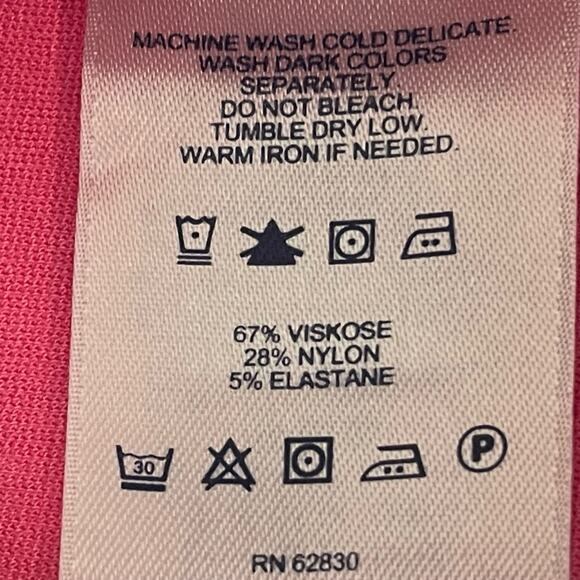 MACHINE WASH COLD DELICATE.
WASH DARK COLORS
SEPARATELY
DO NOT BLEACH.
TUMBLE DRY LOW.
WARM IRON IF NEEDED.
67% VISKOSE
28% NYLON
5% ELASTANE
30
P
RN 62830